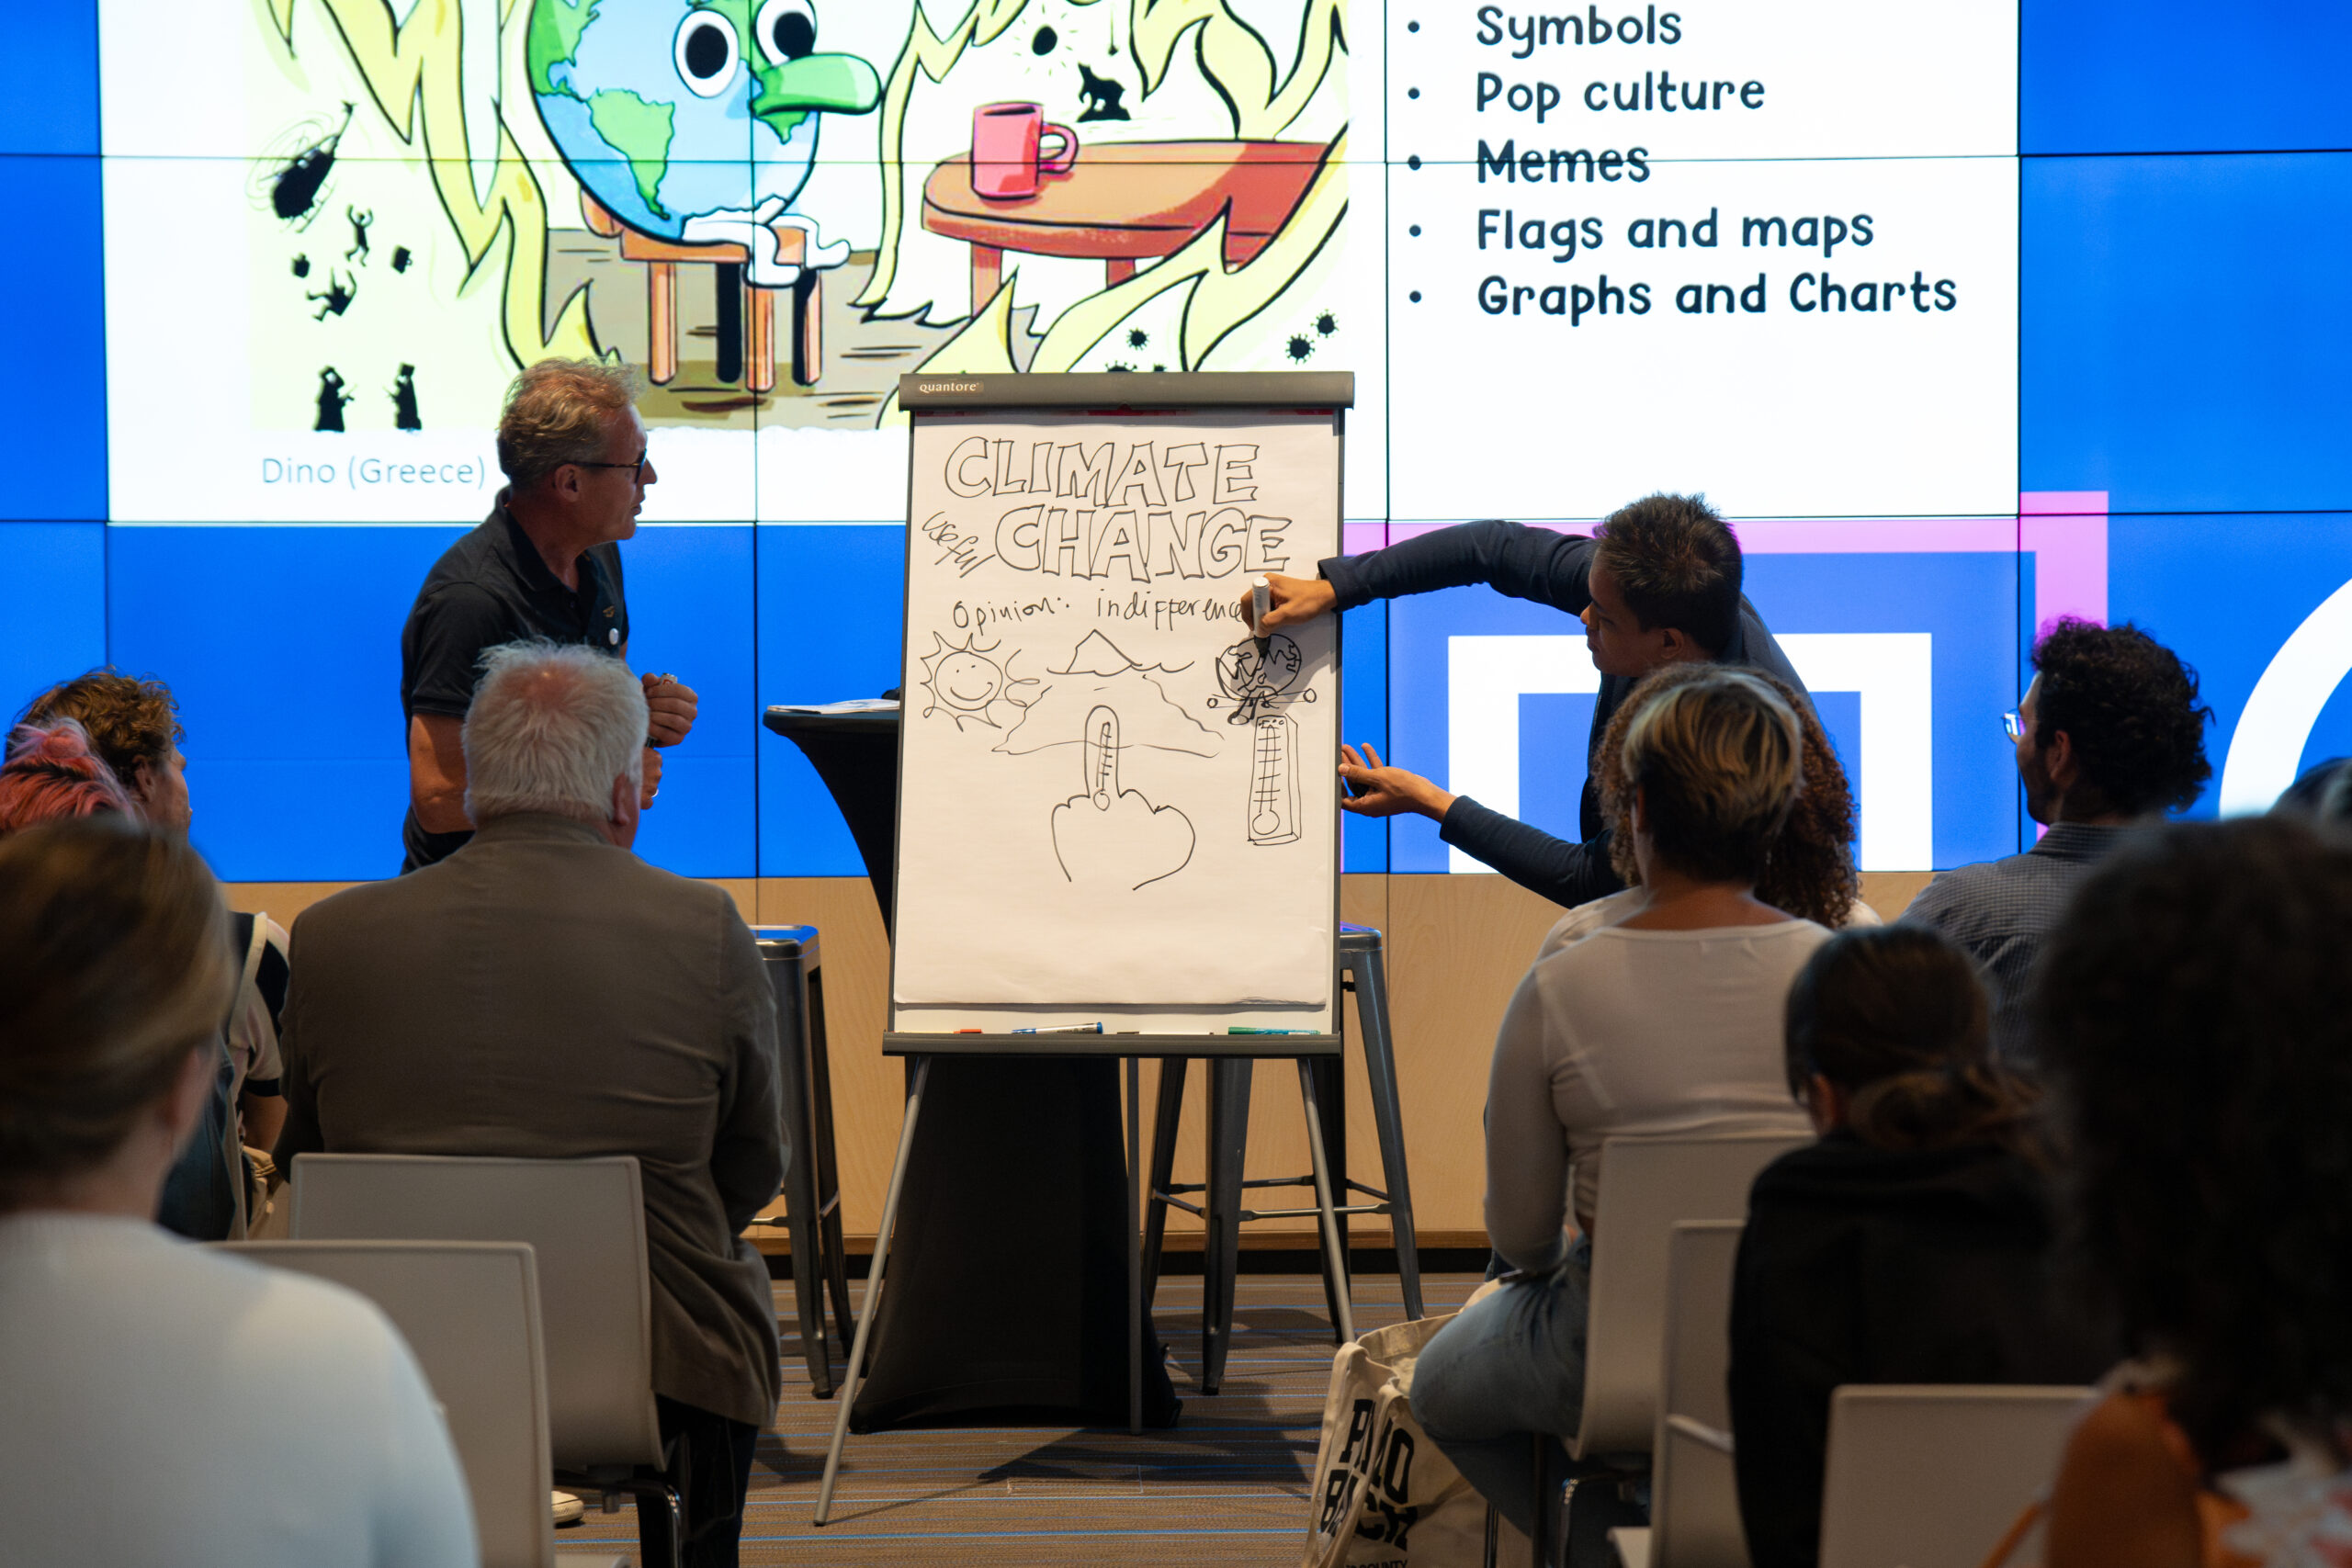 • Symbols
• Pop culture
• Memes
• Flags and maps
• Graphs and Charts
Dino (Greece)
quantore
CLIMATE
useful CHANGE
Opinion: indifference